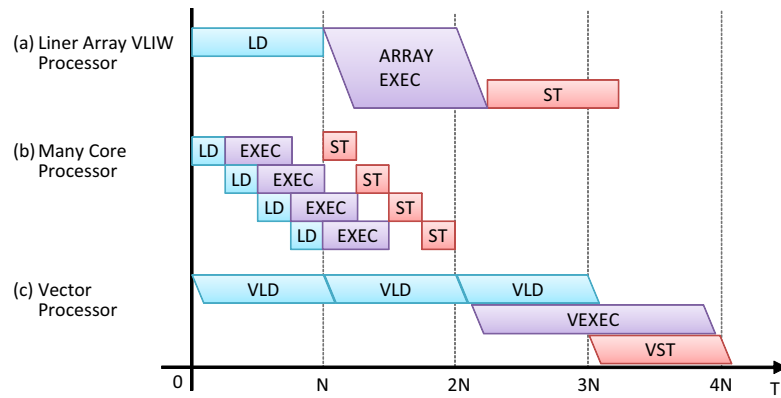 (a) Liner Array VLIW
Processor
LD
ARRAY
EXEC
ST
(b) Many Core
Processor
LD EXEC ST
LD EXEC ST
LD EXEC ST
LD EXEC ST
(c) Vector
Processor
VLD VLD VLD
VEXEC
VST
0 N 2N 3N 4N T